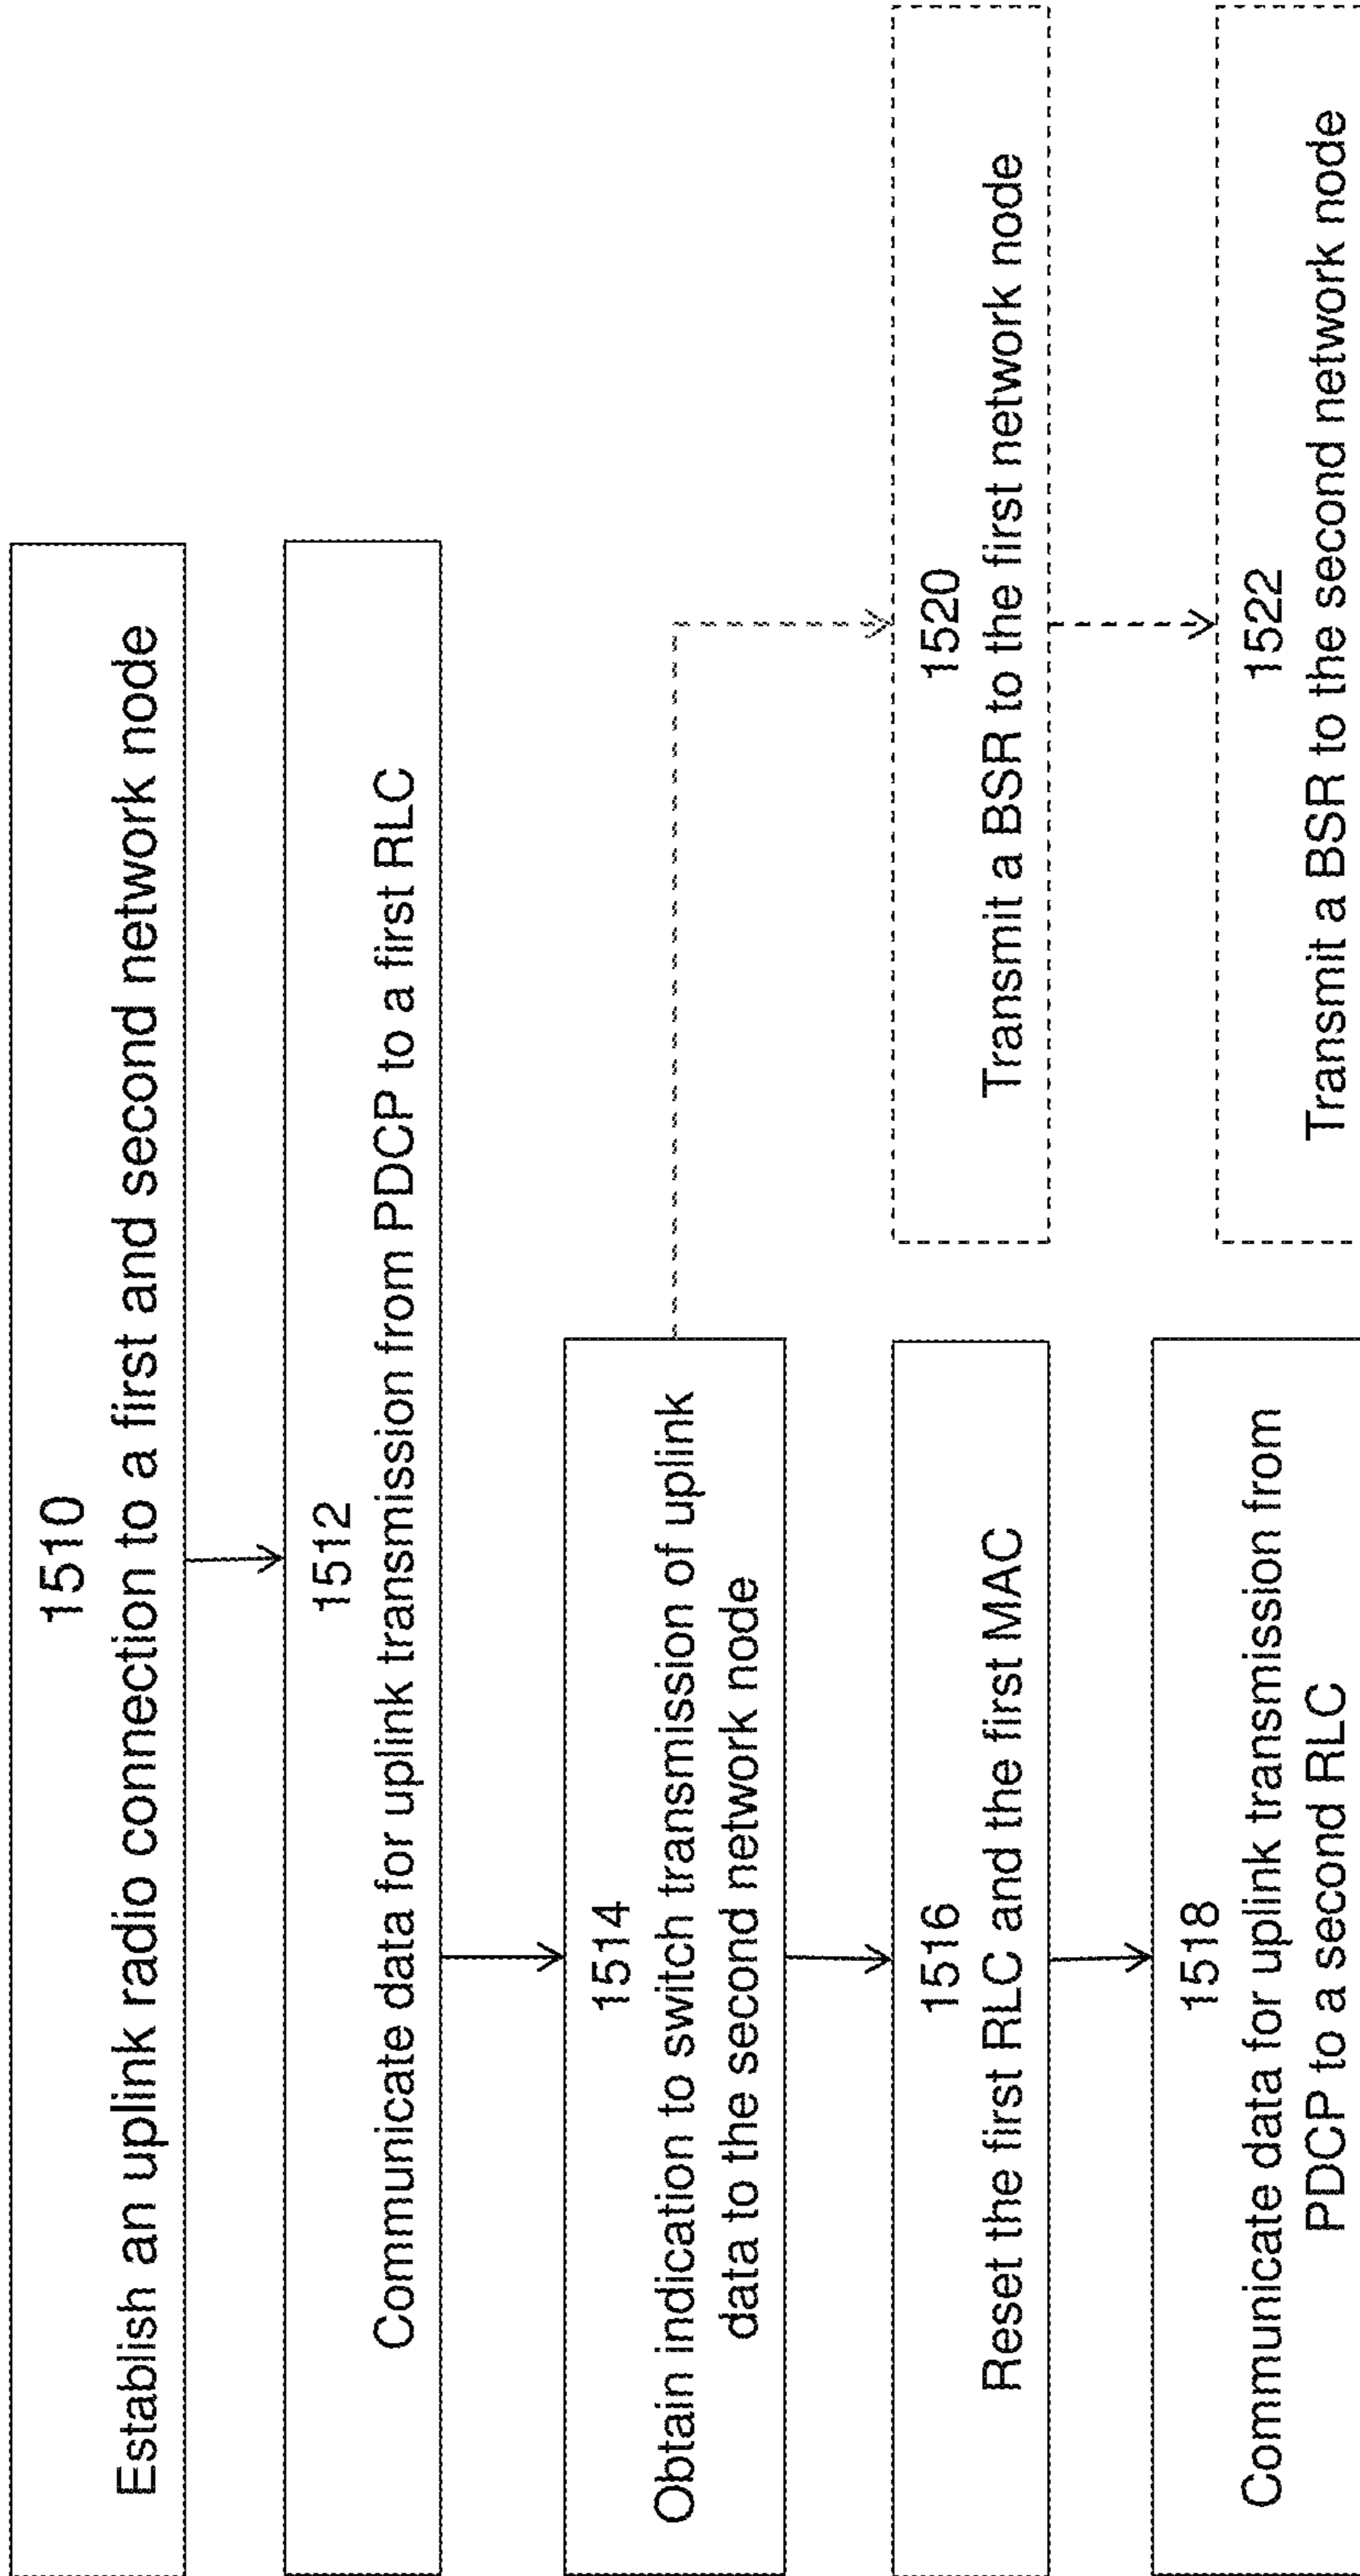 1510
Establish an uplink radio connection to a first and second network node
1512
Communicate data for uplink transmission from PDCP to a first RLC
1514
Obtain indication to switch transmission of uplink
data to the second network node
1516
Reset the first RLC and the first MAC
1518
Communicate data for uplink transmission from
PDCP to a second RLC
1520
Transmit a BSR to the first network node
1522
Transmit a BSR to the second network node